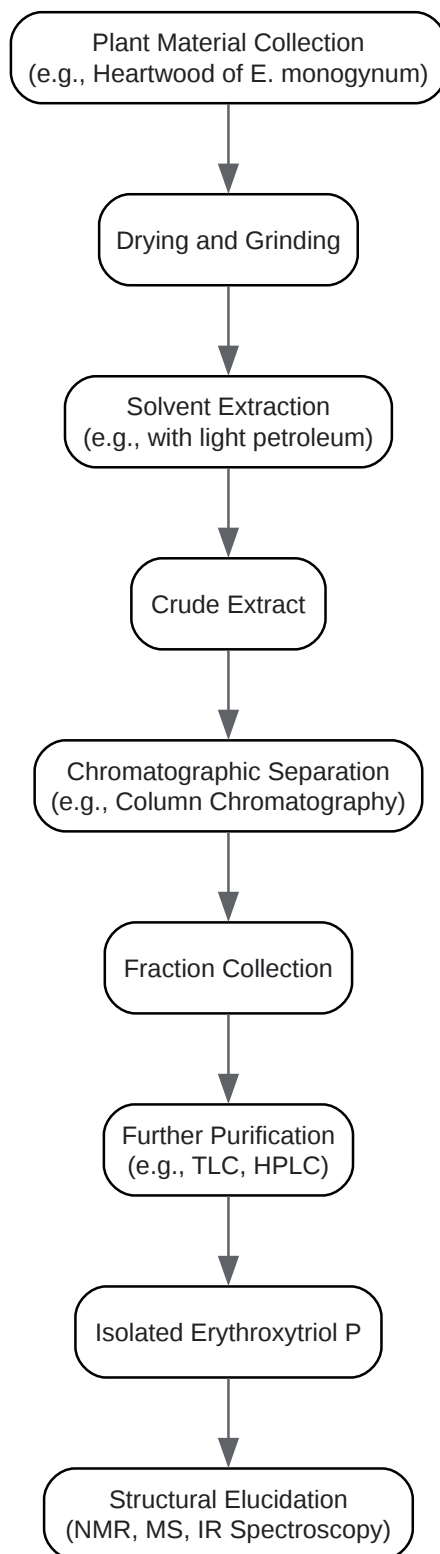 Plant Material Collection
(e.g., Heartwood of E. monogynum)
Drying and Grinding
Solvent Extraction
(e.g., with light petroleum)
Crude Extract
Chromatographic Separation
(e.g., Column Chromatography)
Fraction Collection
Further Purification
(e.g., TLC, HPLC)
Isolated Erythroxytriol P
Structural Elucidation
(NMR, MS, IR Spectroscopy)